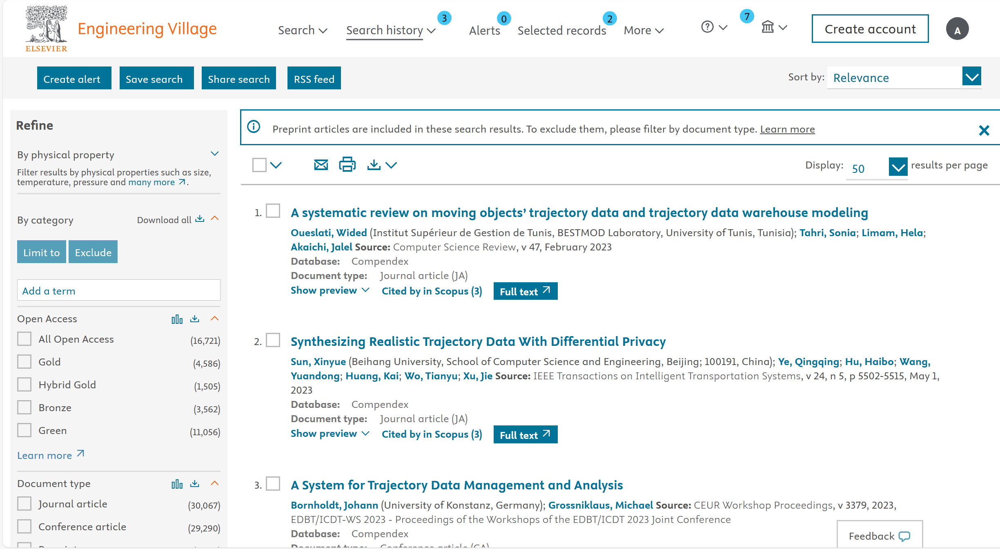 ELSEVIER
Engineering Village
Search
Search history
3
Alerts
0
Selected records
2
More
7
Create account
A
Create alert
Save search
Share search
RSS feed
Sort by:
Relevance
Refine
By physical property
Filter results by physical properties such as size,
temperature, pressure and many more .
By category
Download all
Limit to
Exclude
Add a term
Open Access
All Open Access (16,721)
Gold (4,586)
Hybrid Gold (1,505)
Bronze (3,562)
Green (11,056)
Learn more
Document type
Journal article (30,067)
Conference article (29,290)
Preprint articles are included in these search results. To exclude them, please filter by document type. Learn more
Display: 50 results per page
1. A systematic review on moving objects' trajectory data and trajectory data warehouse modeling
Oueslati, Wided (Institut Supérieur de Gestion de Tunis, BESTMOD Laboratory, University of Tunis, Tunisia); Tahri, Sonia; Limam, Hela;
Akaichi, Jalel Source: Computer Science Review, v 47, February 2023
Database: Compendex
Document type: Journal article (JA)
Show preview Cited by in Scopus (3) Full text
2. Synthesizing Realistic Trajectory Data With Differential Privacy
Sun, Xinyue (Beihang University, School of Computer Science and Engineering, Beijing; 100191, China); Ye, Qingqing; Hu, Haibo; Wang,
Yuandong; Huang, Kai; Wo, Tianyu; Xu, Jie Source: IEEE Transactions on Intelligent Transportation Systems, v 24, n 5, p 5502-5515, May 1,
2023
Database: Compendex
Document type: Journal article (JA)
Show preview Cited by in Scopus (3) Full text
3. A System for Trajectory Data Management and Analysis
Bornholdt, Johann (University of Konstanz, Germany); Grossniklaus, Michael Source: CEUR Workshop Proceedings, v 3379, 2023,
EDBT/ICDT-WS 2023 - Proceedings of the Workshops of the EDBT/ICDT 2023 Joint Conference
Database: Compendex
Document type: Conference article (CA)
Feedback